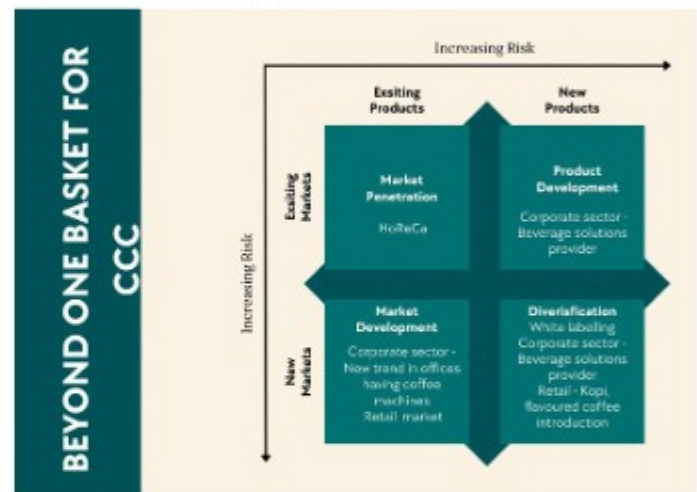 BEYOND ONE BASKET FOR
CCC
Increasing Risk
Exsiting
Products
New
Products
Increasing Risk
Exsiting
Markets
Market
Penetration
HoReCa
Product
Development
Corporate sector -
Beverage solutions
provider
New
Markets
Market
Development
Corporate sector -
New trend in offices
having coffee
machines
Retail market
Diverisfication
White labelling
Corporate sector -
Beverage solutions
provider
Retail - Kopi,
flavoured coffee
introduction